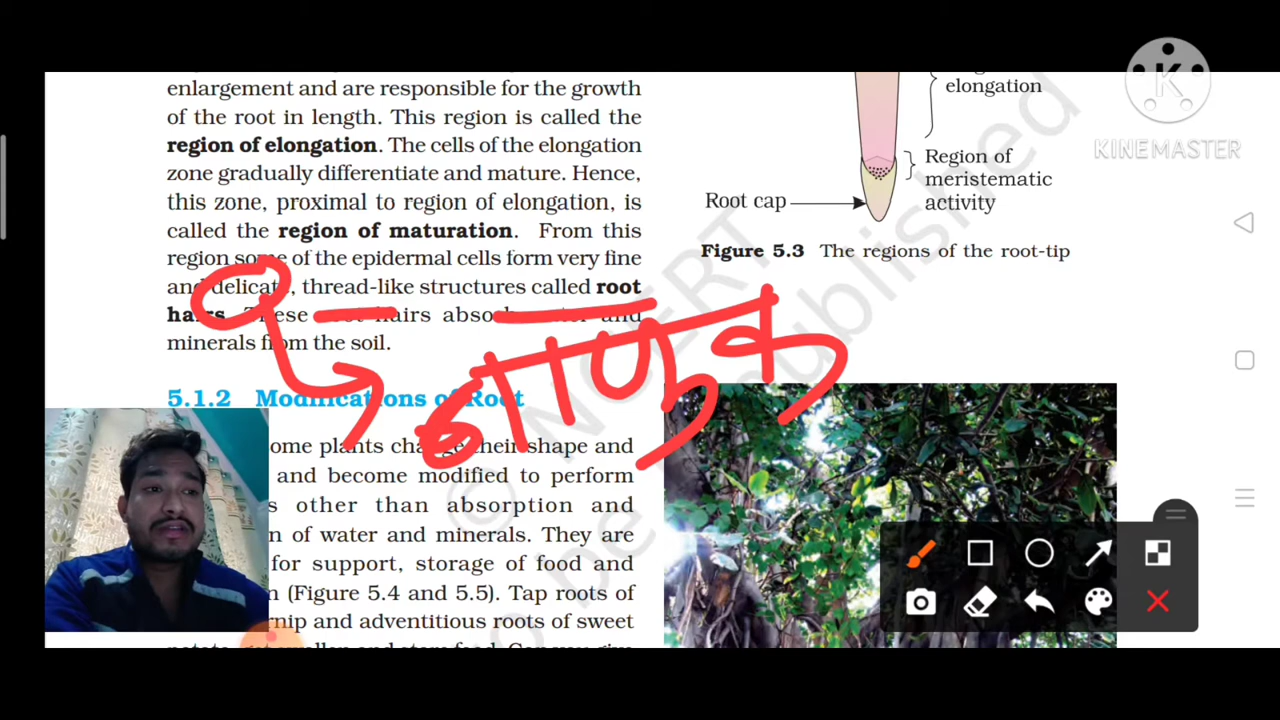 enlargement and are responsible for the growth
of the root in length. This region is called the
region of elongation. The cells of the elongation
zone gradually differentiate and mature. Hence,
this zone, proximal to region of elongation, is
called the region of maturation. From this
region some of the epidermal cells form very fine
and delicate, thread-like structures called root
hairs. These root hairs absorb water and
minerals from the soil.
5.1.2 Modifications of Root
ome plants change their shape and
and become modified to perform
s other than absorption and
n of water and minerals. They are
for support, storage of food and
n (Figure 5.4 and 5.5). Tap roots of
rnip and adventitious roots of sweet
elongation
Region of
meristematic
activity
Root cap
Figure 5.3 The regions of the root-tip
© NCERT
o be published
KINEMASTER